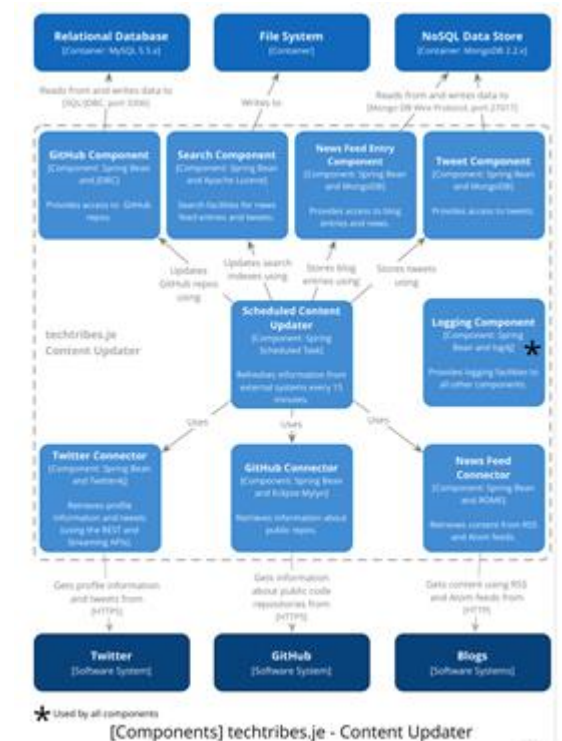 Relational Database
[Container: MySQL 5.5.x]
File System
[Container]
NoSQL Data Store
[Container: MongoDB 2.2.x]
Reads from and writes data to
[SQL/JDBC, port 3306]
Writes to
Reads from and writes data to
[Mongo DB Wire Protocol, port 27017]
GitHub Component
[Component: Spring Bean
and JDBC]
Provides access to GitHub
repos.
Search Component
[Component: Spring Bean
and Apache Lucene]
Search facilities for news
feed entries and tweets.
News Feed Entry
Component
[Component: Spring Bean
and MongoDB]
Provides access to blog
entries and news.
Tweet Component
[Component: Spring Bean
and MongoDB]
Provides access to tweets.
Updates
GitHub repos
using
Updates search
indexes using
Stores blog
entries using
Stores tweets
using
techtribes.je
Content Updater
Scheduled Content
Updater
[Component: Spring
Scheduled Task]
Refreshes information from
external systems every 15
minutes.
Logging Component
[Component: Spring
Bean and log4j]
Provides logging facilities to
all other components.
*
Uses
Uses
Uses
Twitter Connector
[Component: Spring Bean
and Twitter4j]
Retrieves profile
information and tweets
(using the REST and
Streaming APIs).
GitHub Connector
[Component: Spring Bean
and Eclipse Mylyn]
Retrieves information about
public repos.
News Feed
Connector
[Component: Spring Bean
and ROME]
Retrieves content from RSS
and Atom feeds.
Gets profile information
and tweets from
[HTTPS]
Gets information
about public code
repositories from
[HTTPS]
Gets content using RSS
and Atom feeds from
[HTTP]
Twitter
[Software System]
GitHub
[Software System]
Blogs
[Software Systems]
* Used by all components
[Components] techtribes.je - Content Updater